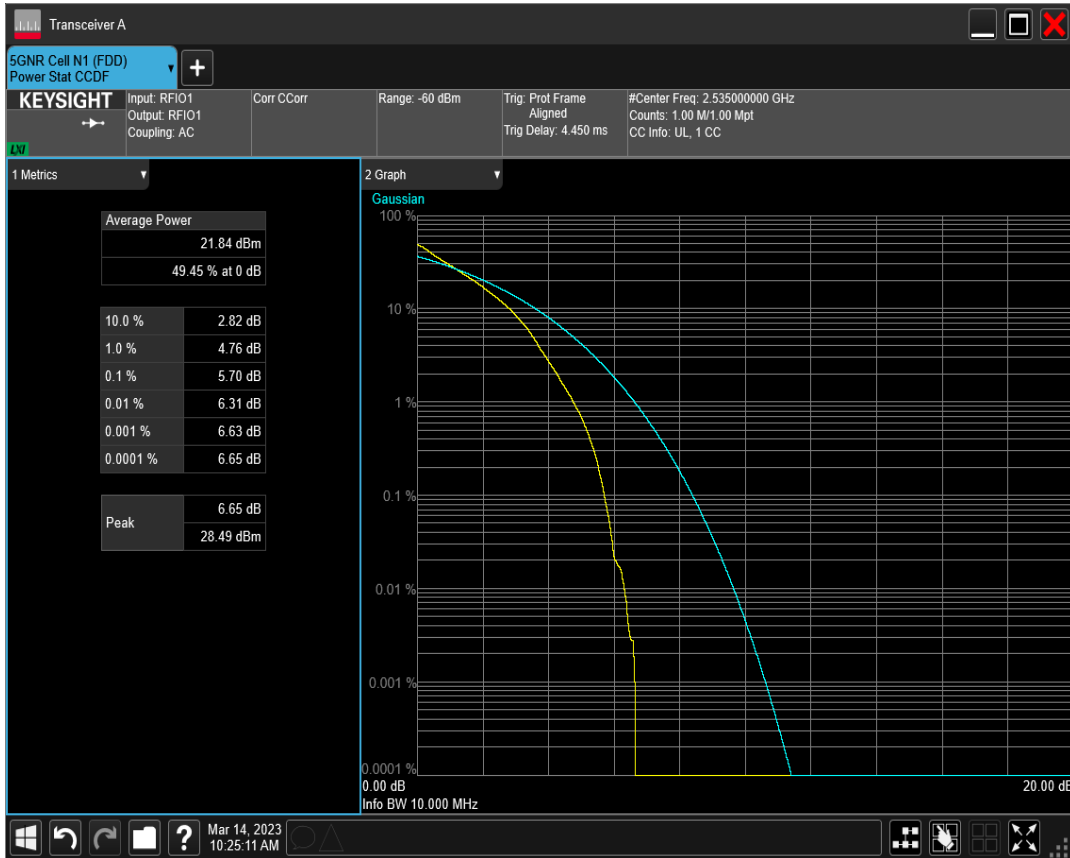 Transceiver A
5GNR Cell N1 (FDD)
Power Stat CCDF
+
KEYSIGHT
LXI
Input: RFIO1
Output: RFIO1
Coupling: AC
Corr CCorr
Range: -60 dBm
Trig: Prot Frame
Aligned
Trig Delay: 4.450 ms
#Center Freq: 2.535000000 GHz
Counts: 1.00 M/1.00 Mpt
CC Info: UL, 1 CC
1 Metrics
Average Power
21.84 dBm
49.45 % at 0 dB
10.0 % 2.82 dB
1.0 % 4.76 dB
0.1 % 5.70 dB
0.01 % 6.31 dB
0.001 % 6.63 dB
0.0001 % 6.65 dB
Peak
6.65 dB
28.49 dBm
2 Graph
Gaussian
100 %
10 %
1 %
0.1 %
0.01 %
0.001 %
0.0001 %
0.00 dB 20.00 dB
Info BW 10.000 MHz
?
Mar 14, 2023
10:25:11 AM